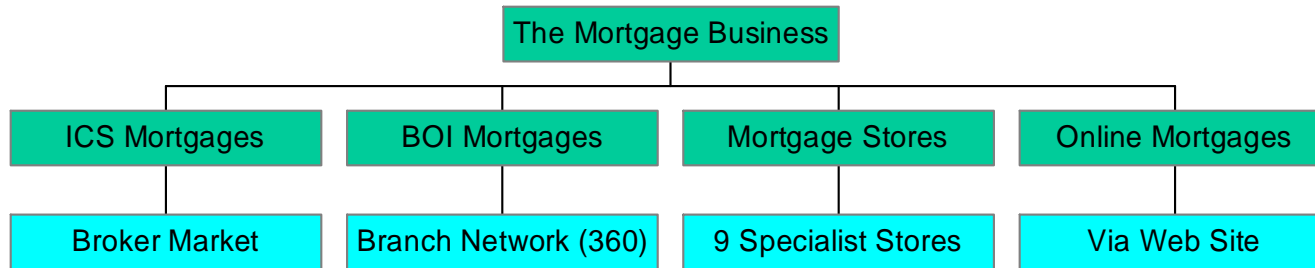 The Mortgage Business
ICS Mortgages
BOI Mortgages
Mortgage Stores
Online Mortgages
Broker Market
Branch Network (360)
9 Specialist Stores
Via Web Site